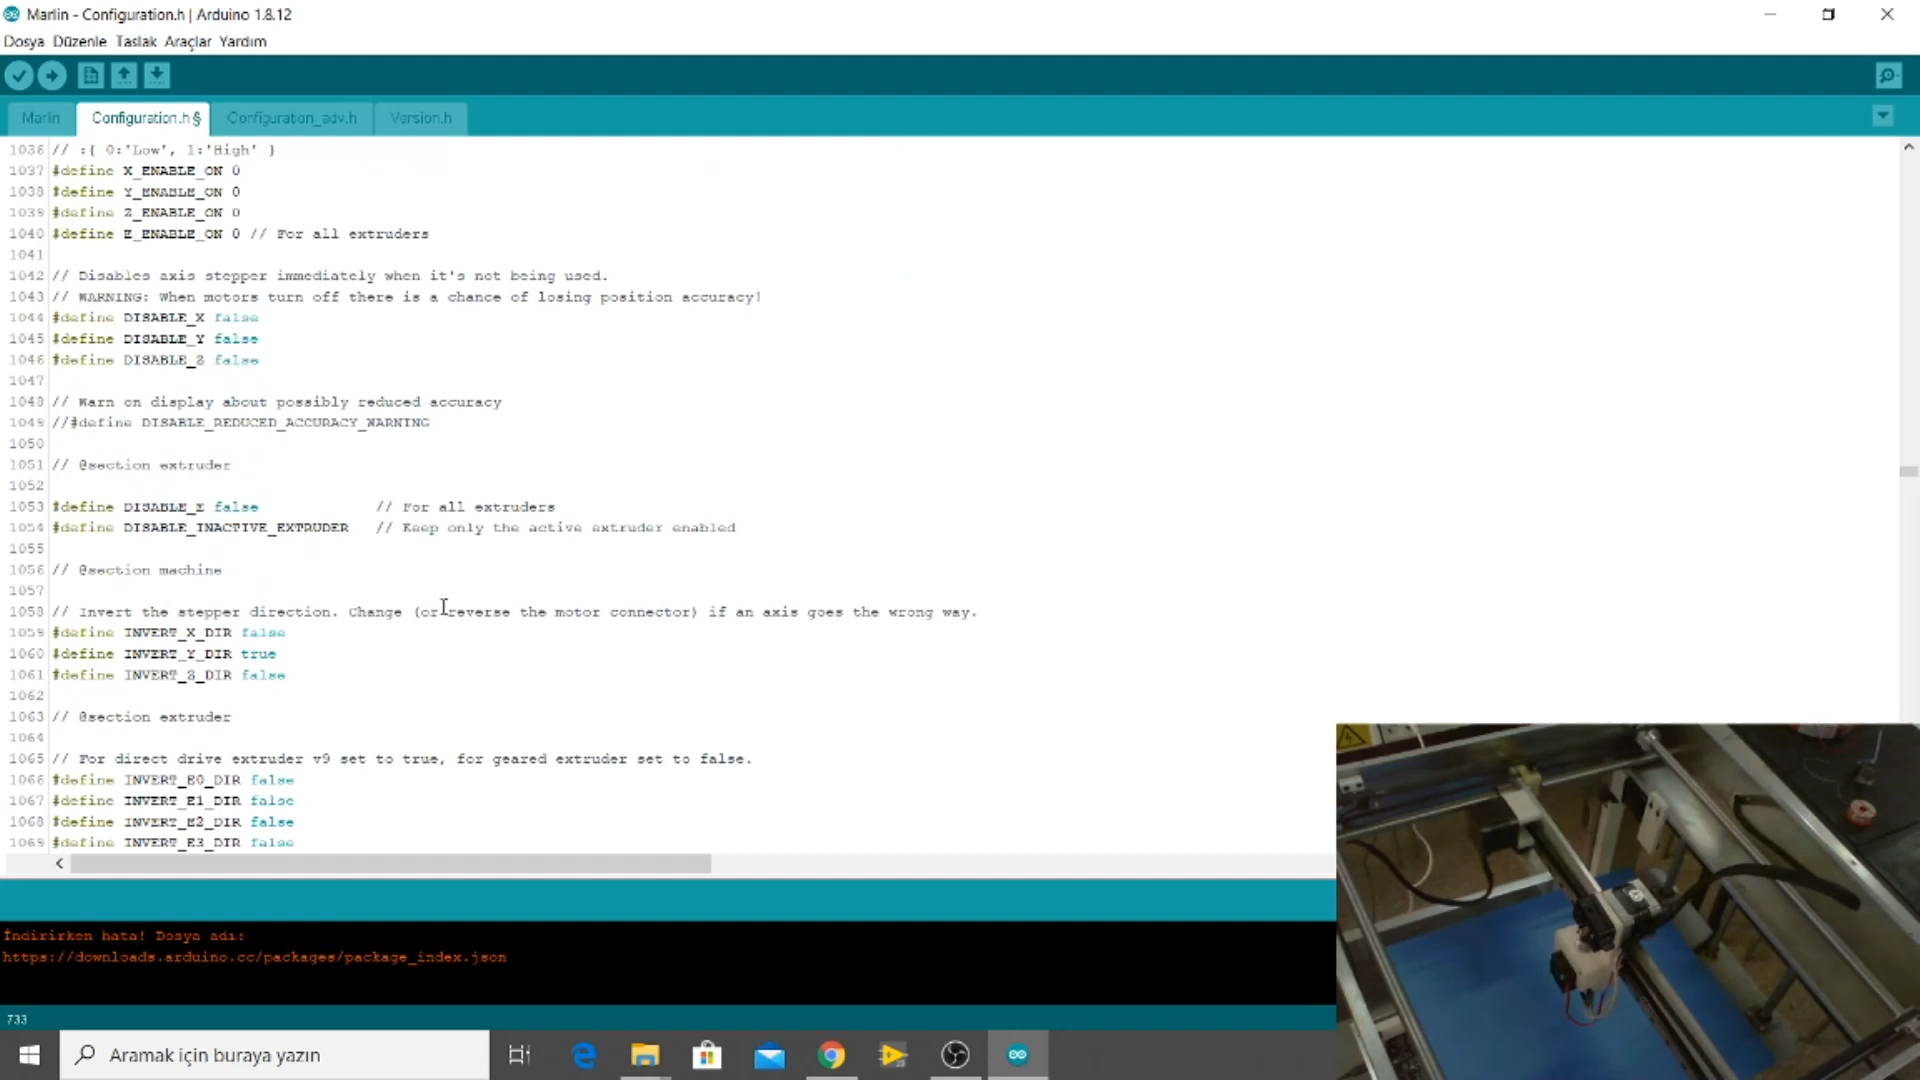 Marlin - Configuration.h | Arduino 1.8.12
Dosya Düzenle Taslak Araçlar Yardım
Marlin Configuration.h§ Configuration_adv.h Version.h
1036 // :{ 0:'Low', 1:'High' }
1037 #define X_ENABLE_ON 0
1038 #define Y_ENABLE_ON 0
1039 #define Z_ENABLE_ON 0
1040 #define E_ENABLE_ON 0 // For all extruders
1041
1042 // Disables axis stepper immediately when it's not being used.
1043 // WARNING: When motors turn off there is a chance of losing position accuracy!
1044 #define DISABLE_X false
1045 #define DISABLE_Y false
1046 #define DISABLE_Z false
1047
1048 // Warn on display about possibly reduced accuracy
1049 //#define DISABLE_REDUCED_ACCURACY_WARNING
1050
1051 // @section extruder
1052
1053 #define DISABLE_E false // For all extruders
1054 #define DISABLE_INACTIVE_EXTRUDER // Keep only the active extruder enabled
1055
1056 // @section machine
1057
1058 // Invert the stepper direction. Change (or reverse the motor connector) if an axis goes the wrong way.
1059 #define INVERT_X_DIR false
1060 #define INVERT_Y_DIR true
1061 #define INVERT_Z_DIR false
1062
1063 // @section extruder
1064
1065 // For direct drive extruder v9 set to true, for geared extruder set to false.
1066 #define INVERT_E0_DIR false
1067 #define INVERT_E1_DIR false
1068 #define INVERT_E2_DIR false
1069 #define INVERT_E3_DIR false
İndirirken hata! Dosya adı:
https://downloads.arduino.cc/packages/package_index.json
733
Aramak için buraya yazın